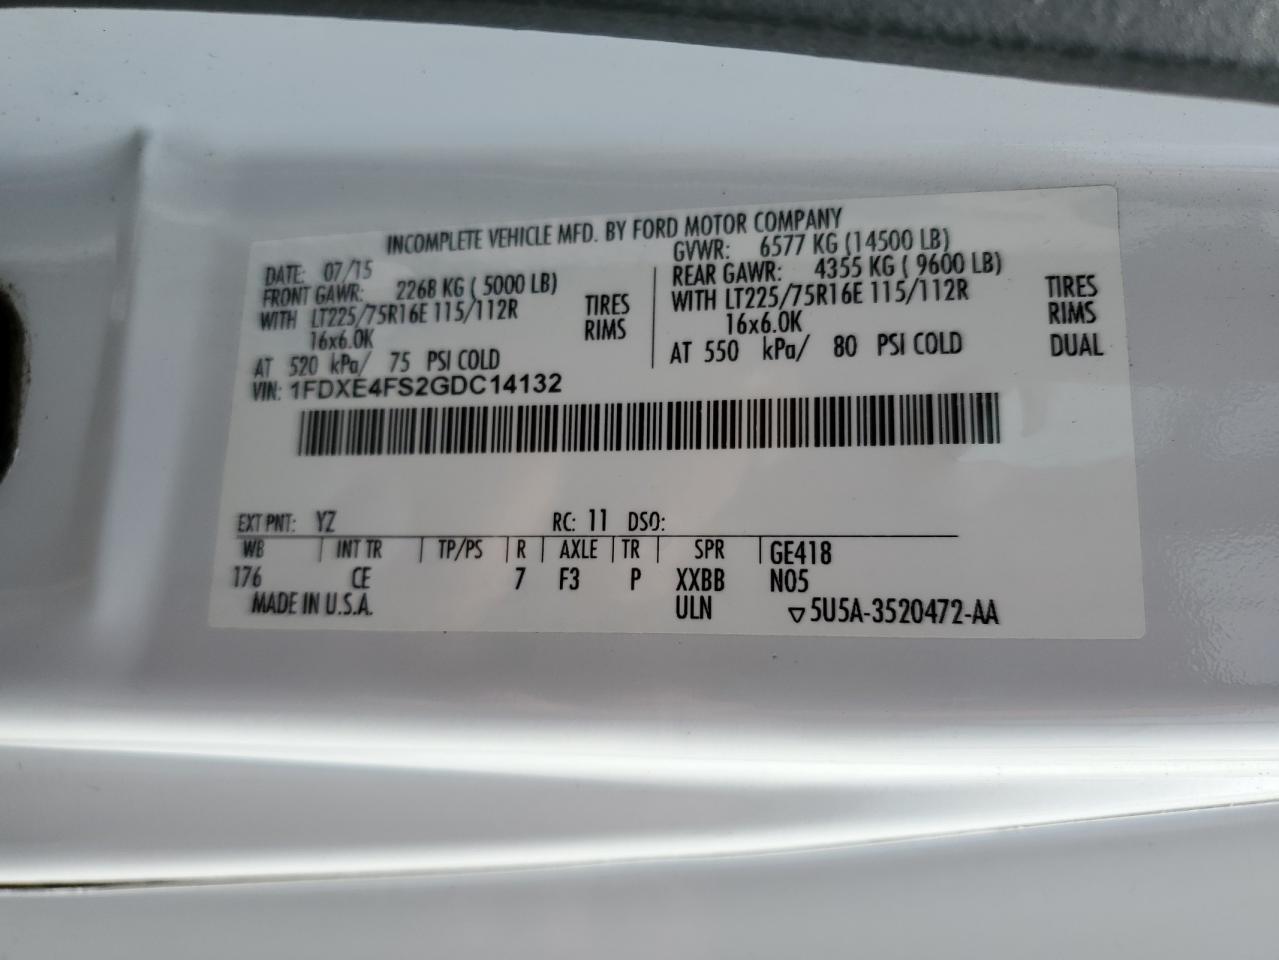 INCOMPLETE VEHICLE MFD. BY FORD MOTOR COMPANY
DATE: 07/15 GVWR: 6577 KG (14500 LB)
FRONT GAWR: 2268 KG ( 5000 LB) REAR GAWR: 4355 KG ( 9600 LB)
WITH LT225/75R16E 115/112R TIRES WITH LT225/75R16E 115/112R TIRES
16x6.0K RIMS 16x6.0K RIMS
AT 520 kPa/ 75 PSI COLD AT 550 kPa/ 80 PSI COLD DUAL
VIN: 1FDXE4FS2GDC14132
EXT PNT: YZ RC: 11 DSO:
WB INT TR TP/PS R AXLE TR SPR GE418
176 CE 7 F3 P XXBB N05
MADE IN U.S.A. ULN ▽5U5A-3520472-AA